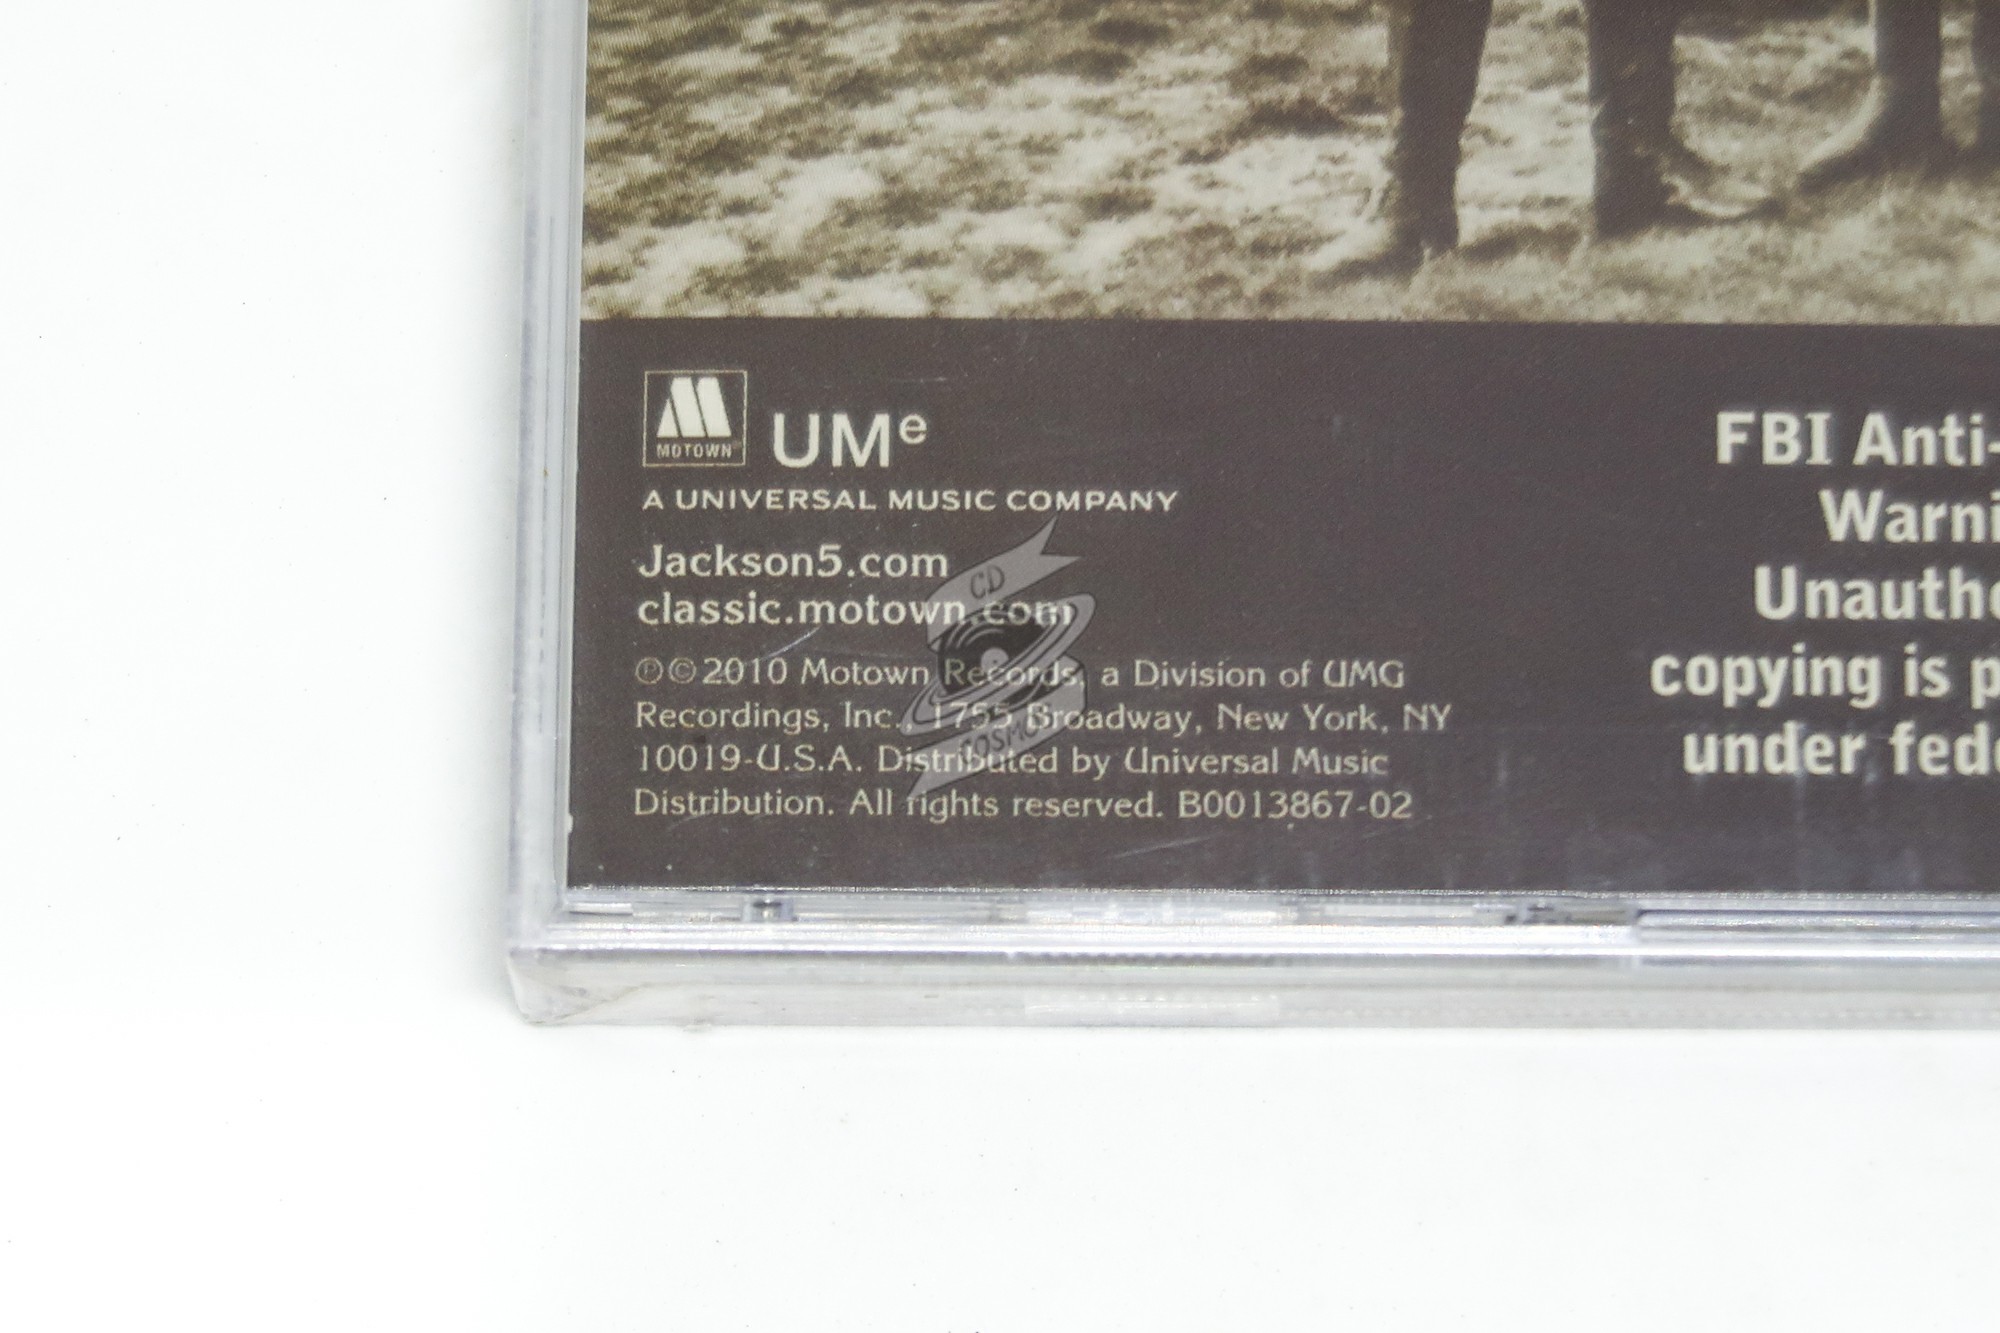 MOTOWN
UMe
A UNIVERSAL MUSIC COMPANY
Jackson5.com
classic.motown.com
℗©2010 Motown Records, a Division of UMG
Recordings, Inc., 1755 Broadway, New York, NY
10019-U.S.A. Distributed by Universal Music
Distribution. All rights reserved. B0013867-02
FBI Anti-
Warni
Unautho
copying is p
under fede
CD
COSMOS